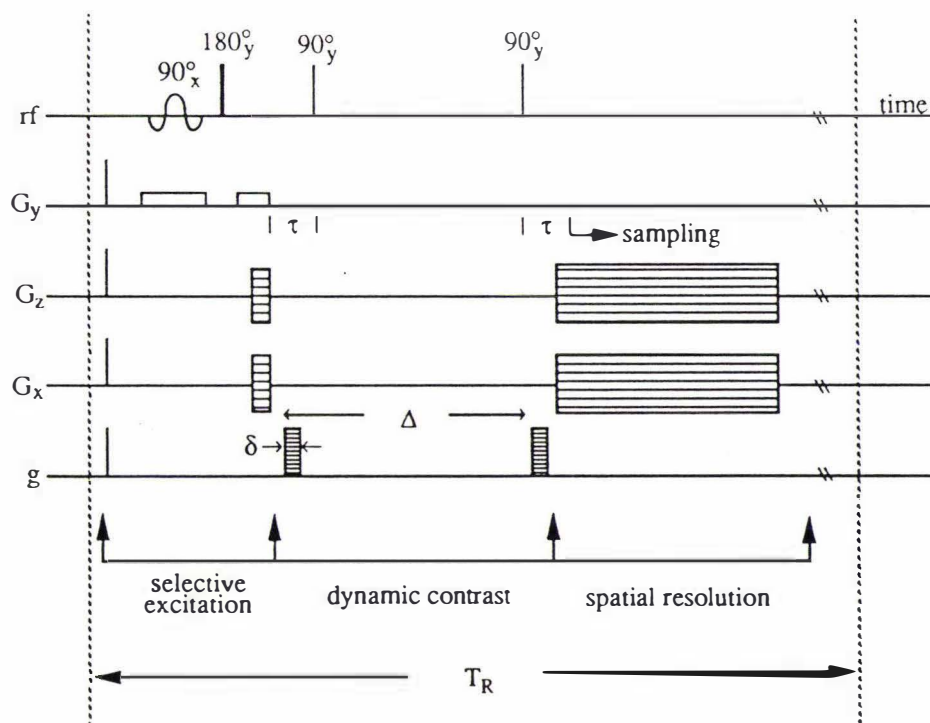 180°y
90°y
90°y
90°x
rf
time
Gy
τ
τ
sampling
Gz
Gx
Δ
δ
g
selective
excitation
dynamic contrast
spatial resolution
TR